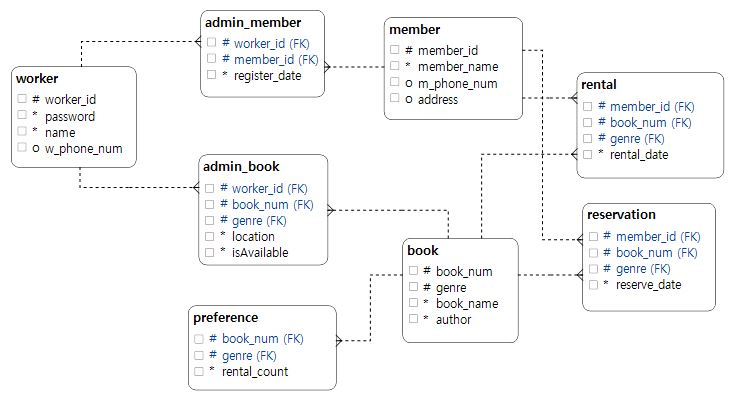 admin_member
# worker_id (FK)
# member_id (FK)
* register_date
member
# member_id
* member_name
o m_phone_num
o address
worker
# worker_id
* password
* name
o w_phone_num
rental
# member_id (FK)
# book_num (FK)
# genre (FK)
* rental_date
admin_book
# worker_id (FK)
# book_num (FK)
# genre (FK)
* location
* isAvailable
reservation
# member_id (FK)
# book_num (FK)
# genre (FK)
* reserve_date
book
# book_num
# genre
* book_name
* author
preference
# book_num (FK)
# genre (FK)
* rental_count